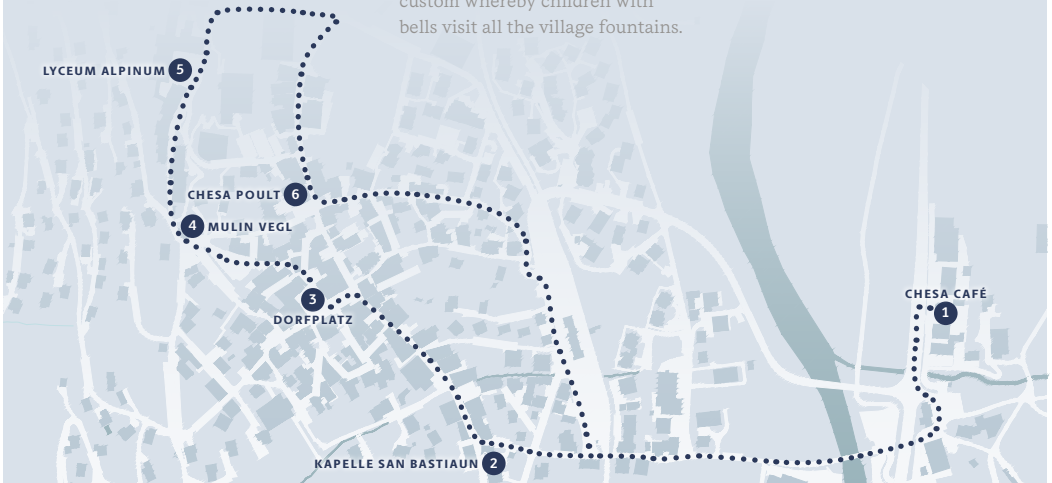 custom whereby children with
bells visit all the village fountains.
LYCEUM ALPINUM 5
CHESA POULT 6
4 MULIN VEGL
3
DORFPLATZ
CHESA CAFÉ
1
KAPELLE SAN BASTIAUN 2